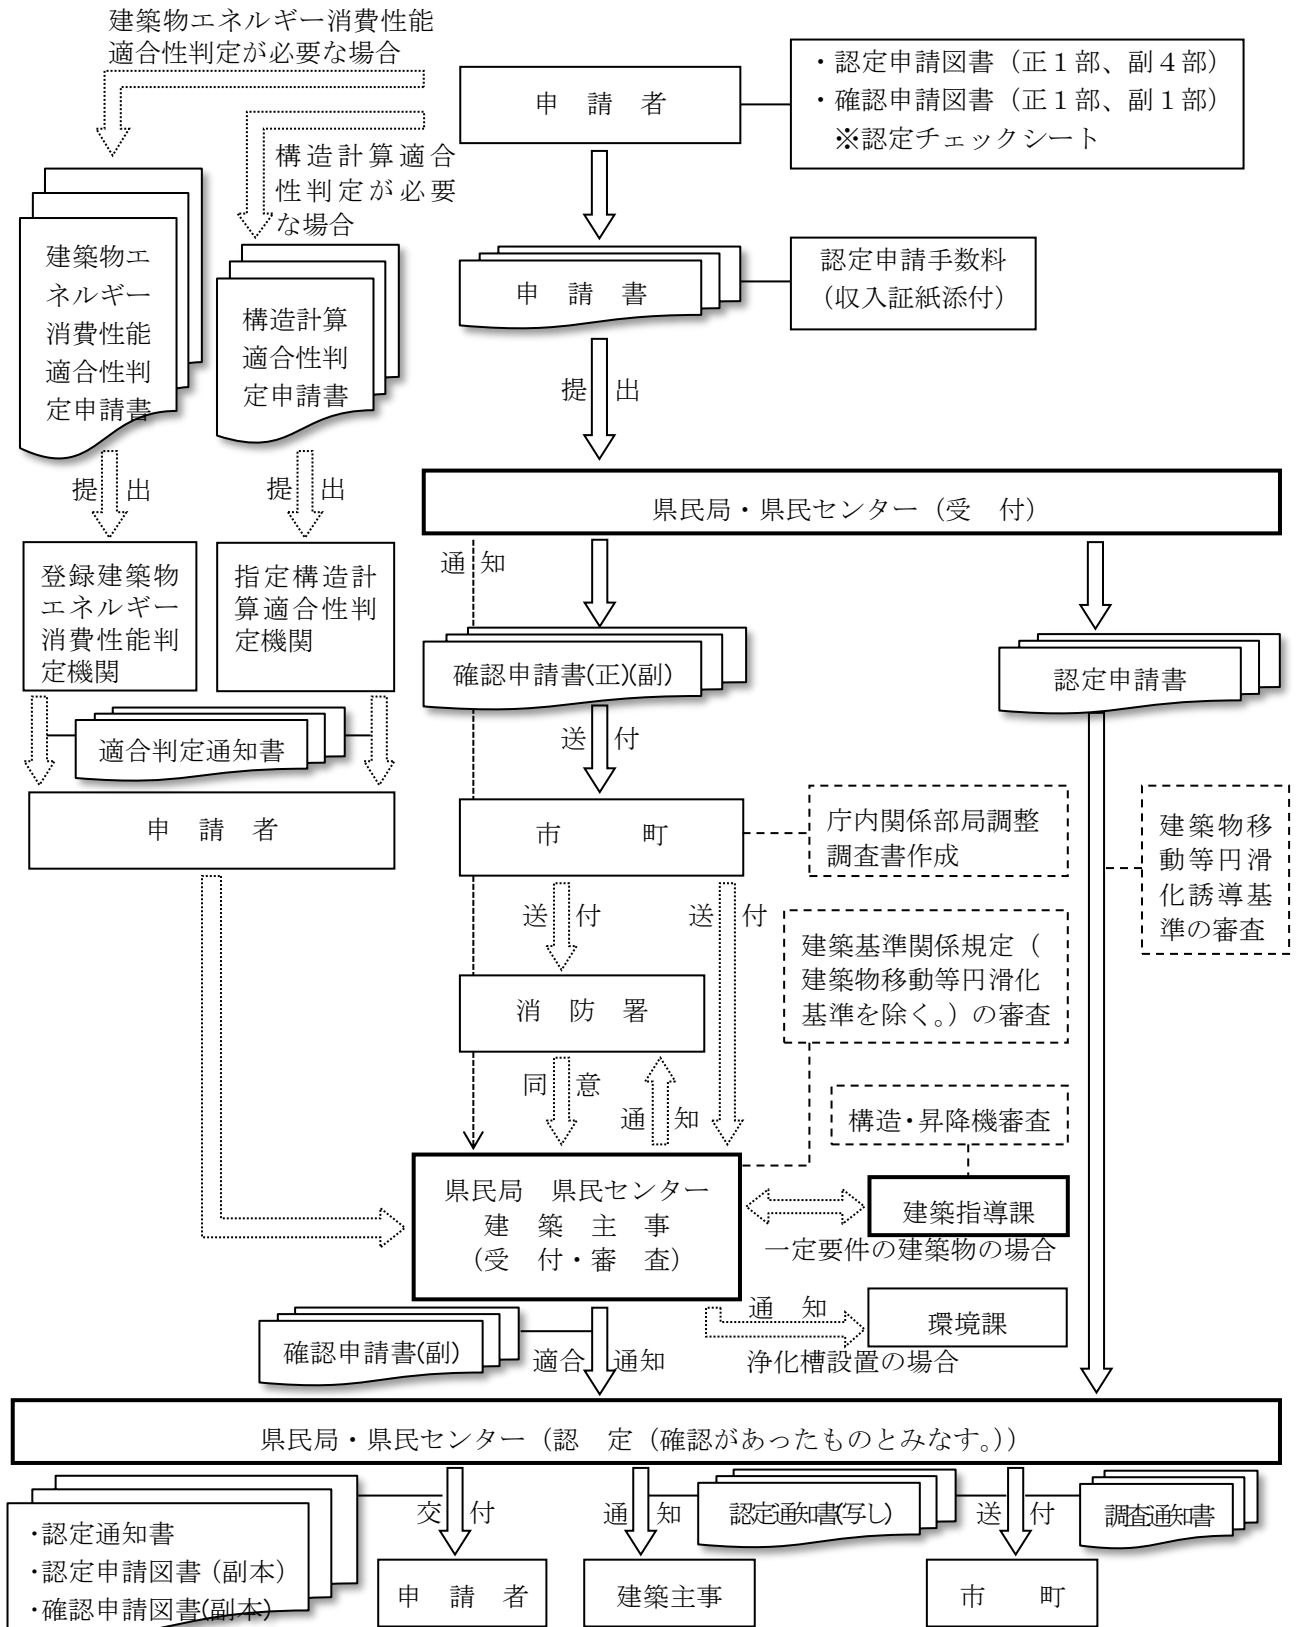 建築物エネルギー消費性能
適合性判定が必要な場合
申　請　者
・認定申請図書（正１部、副４部）
・確認申請図書（正１部、副１部）
※認定チェックシート
構造計算適合
性判定が必要
な場合
建築物エ
ネルギー
消費性能
適合性判
定申請書
構造計算
適合性判
定申請書
申　請　書
認定申請手数料
（収入証紙添付）
提　出
提　出
提　出
県民局・県民センター（受　付）
登録建築物
エネルギー
消費性能判
定機関
指定構造計
算適合性判
定機関
通　知
確認申請書(正)(副)
認定申請書
適合判定通知書
送　付
申　請　者
市　　　町
庁内関係部局調整
調査書作成
建築物移
動等円滑
化誘導基
準の審査
送　付
送　付
建築基準関係規定（
建築物移動等円滑化
基準を除く。）の審査
消　防　署
同　意
通　知
構造・昇降機審査
県民局　県民センター
建　築　主　事
（受　付・審　査）
建築指導課
一定要件の建築物の場合
通　知
環境課
浄化槽設置の場合
確認申請書(副)
適合　通知
県民局・県民センター（認　定（確認があったものとみなす。））
・認定通知書
・認定申請図書（副本）
・確認申請図書(副本)
交　付
通　知
認定通知書(写し)
送　付
調査通知書
申　請　者
建築主事
市　　町